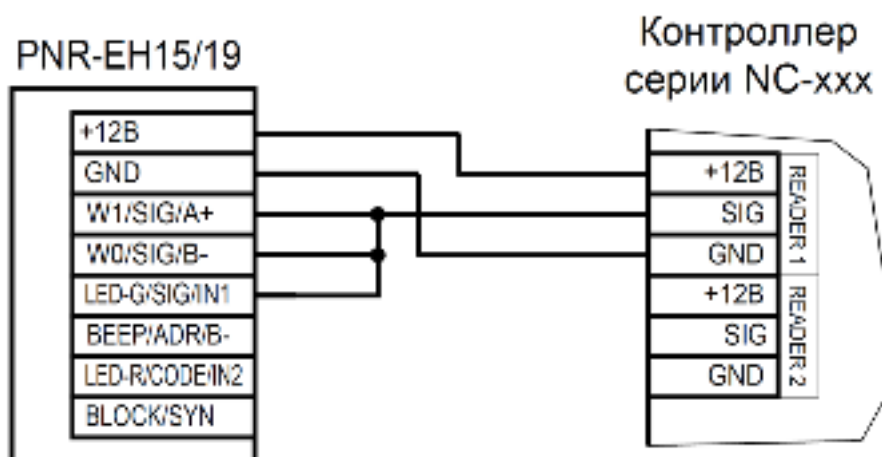 PNR-EH15/19
+12В
GND
W1/SIG/A+
W0/SIG/B-
LED-G/SIG/IN1
BEEP/ADR/B-
LED-R/CODE/IN2
BLOCK/SYN
Контроллер
серии NC-xxx
+12В
SIG
GND
READER 1
+12В
SIG
GND
READER 2